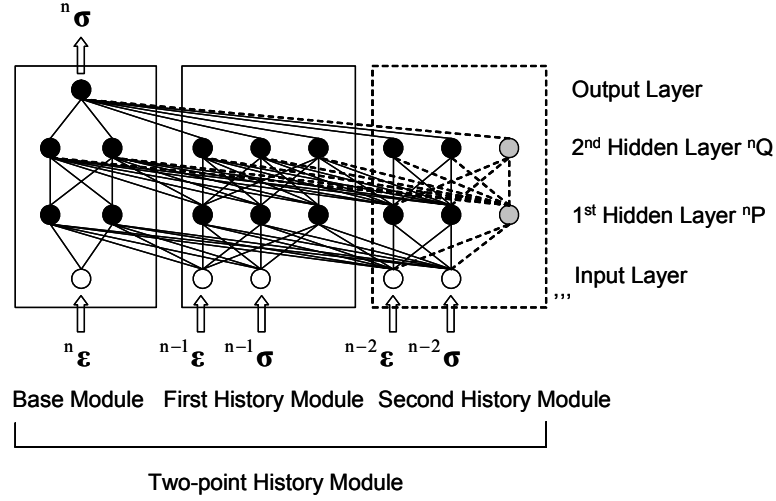 ⁿσ
Output Layer
2ⁿᵈ Hidden Layer ⁿQ
1ˢᵗ Hidden Layer ⁿP
Input Layer
,,,
ⁿε ⁿ⁻¹ε ⁿ⁻¹σ ⁿ⁻²ε ⁿ⁻²σ
Base Module First History Module Second History Module
Two-point History Module